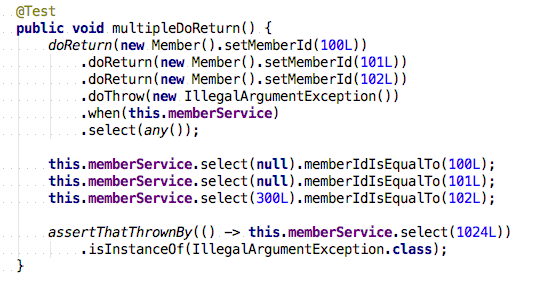 @Test
public void multipleDoReturn() {
    doReturn(new Member().setMemberId(100L))
            .doReturn(new Member().setMemberId(101L))
            .doReturn(new Member().setMemberId(102L))
            .doThrow(new IllegalArgumentException())
            .when(this.memberService)
            .select(any());

    this.memberService.select(null).memberIdIsEqualTo(100L);
    this.memberService.select(null).memberIdIsEqualTo(101L);
    this.memberService.select(300L).memberIdIsEqualTo(102L);

    assertThatThrownBy(() -> this.memberService.select(1024L))
            .isInstanceOf(IllegalArgumentException.class);
}